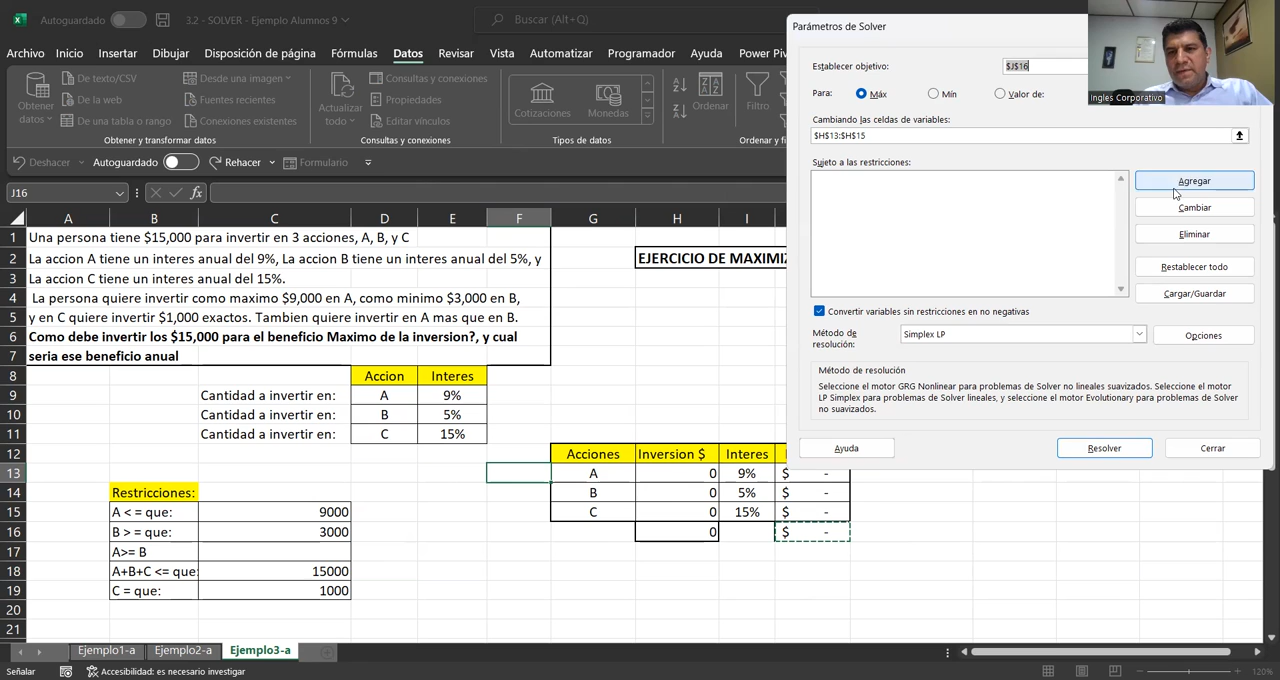 Autoguardado
3.2 - SOLVER - Ejemplo Alumnos 9
Buscar (Alt+Q)
Archivo Inicio Insertar Dibujar Disposición de página Fórmulas Datos Revisar Vista Automatizar Programador Ayuda Power Piv
Obtener datos
De texto/CSV
De la web
De una tabla o rango
Desde una imagen
Fuentes recientes
Conexiones existentes
Obtener y transformar datos
Actualizar todo
Consultas y conexiones
Propiedades
Editar vínculos
Consultas y conexiones
Cotizaciones
Monedas
Tipos de datos
Ordenar
Filtro
Ordenar y fi
Deshacer Autoguardado Rehacer Formulario
J16
fx
A B C D E F G H I
1 Una persona tiene $15,000 para invertir en 3 acciones, A, B, y C
2 La accion A tiene un interes anual del 9%, La accion B tiene un interes anual del 5%, y
EJERCICIO DE MAXIMIZ
3 La accion C tiene un interes anual del 15%.
4 La persona quiere invertir como maximo $9,000 en A, como minimo $3,000 en B,
5 y en C quiere invertir $1,000 exactos. Tambien quiere invertir en A mas que en B.
6 Como debe invertir los $15,000 para el beneficio Maximo de la inversion?, y cual
7 seria ese beneficio anual
8 Accion Interes
9 Cantidad a invertir en: A 9%
10 Cantidad a invertir en: B 5%
11 Cantidad a invertir en: C 15%
12 Acciones Inversion $ Interes
13 A 0 9% $ -
14 Restricciones: B 0 5% $ -
15 A < = que: 9000 C 0 15% $ -
16 B > = que: 3000 0 $ -
17 A>= B
18 A+B+C <= que: 15000
19 C = que: 1000
20
21
Parámetros de Solver
Establecer objetivo: $J$16
Para: Máx Mín Valor de:
Cambiando las celdas de variables:
$H$13:$H$15
Sujeto a las restricciones:
Agregar
Cambiar
Eliminar
Restablecer todo
Cargar/Guardar
Convertir variables sin restricciones en no negativas
Método de resolución: Simplex LP
Opciones
Método de resolución
Seleccione el motor GRG Nonlinear para problemas de Solver no lineales suavizados. Seleccione el motor
LP Simplex para problemas de Solver lineales, y seleccione el motor Evolutionary para problemas de Solver
no suavizados.
Ayuda Resolver Cerrar
Ingles Corporativo
Ejemplo1-a Ejemplo2-a Ejemplo3-a
Señalar Accesibilidad: es necesario investigar
120%